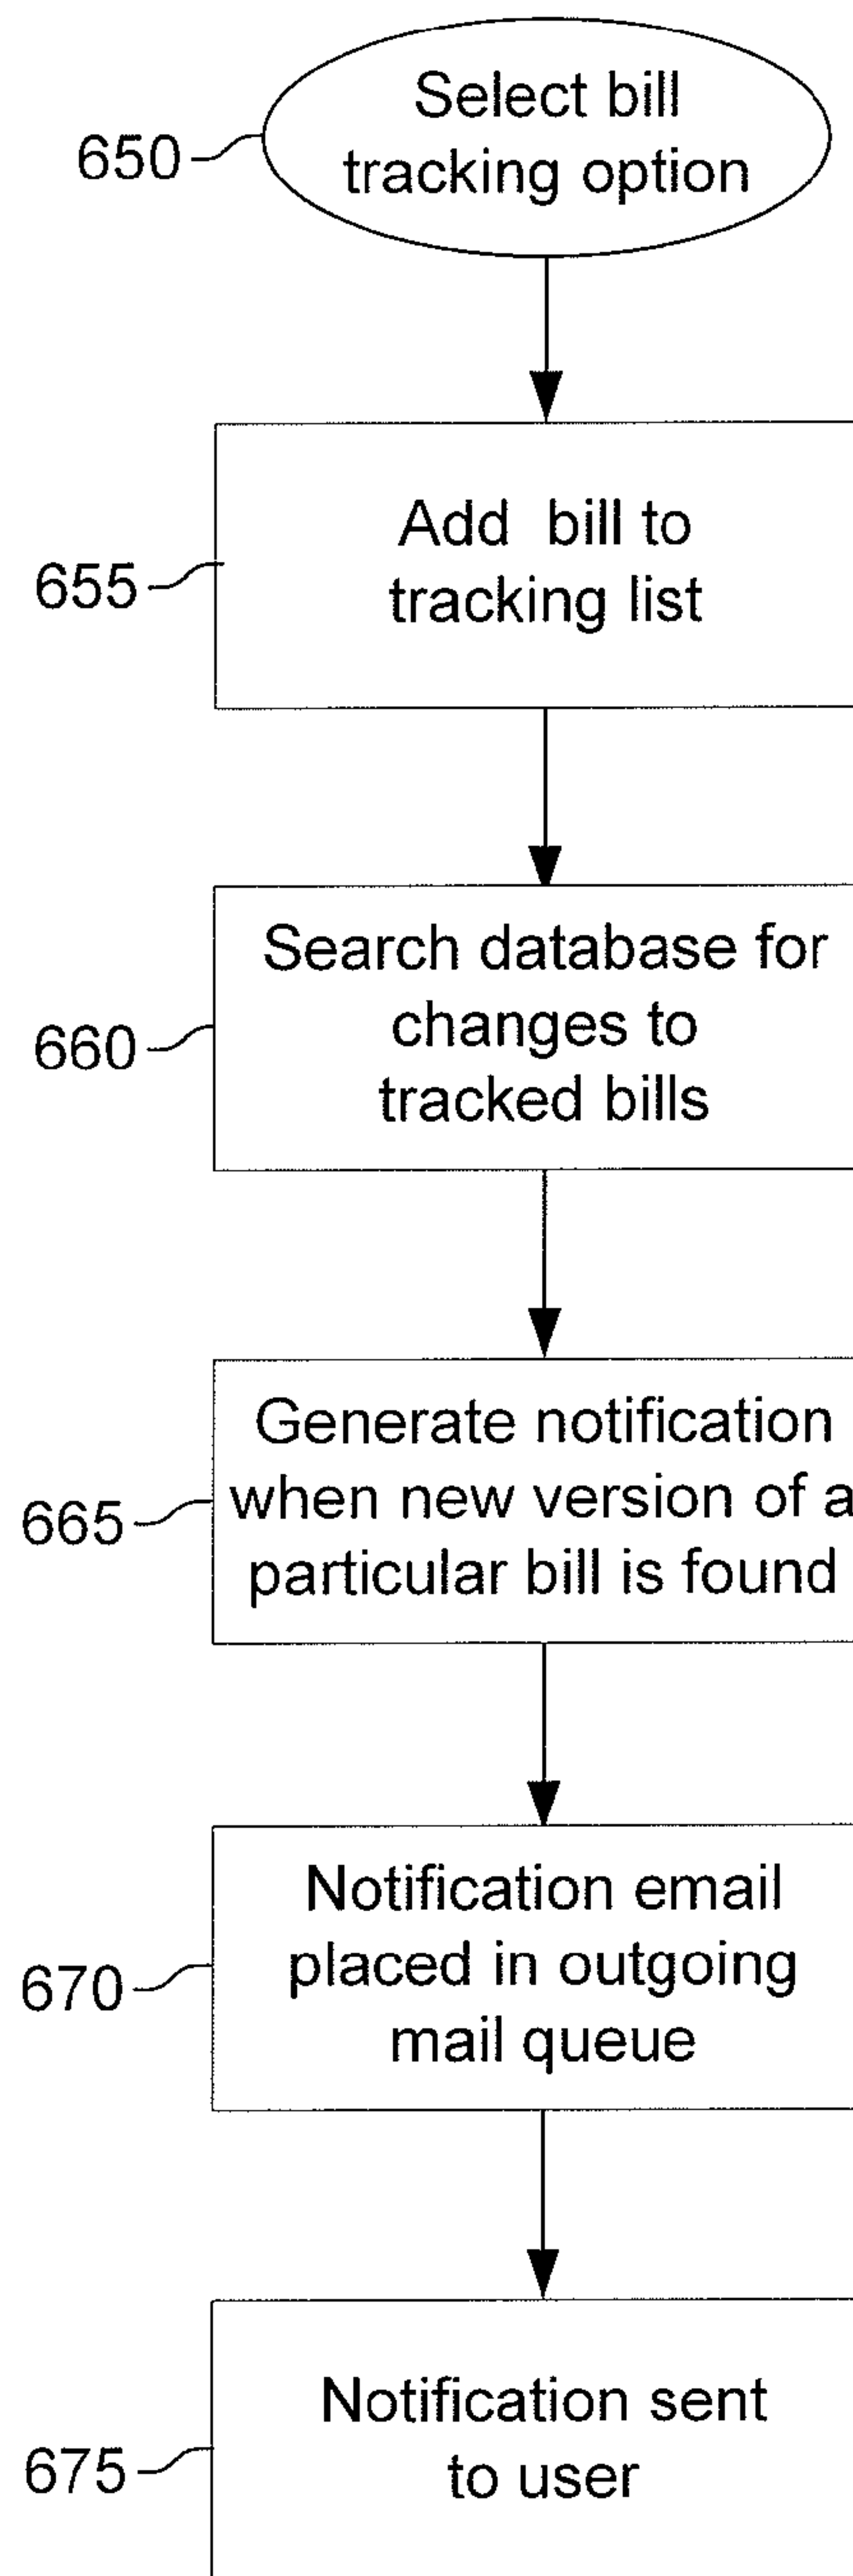 Select bill
650
tracking option
Add bill to
655
tracking list
Search database for
660
changes to
tracked bills
Generate notification
665
when new version of a
particular bill is found
Notification email
670
placed in outgoing
mail queue
Notification sent
675
to user